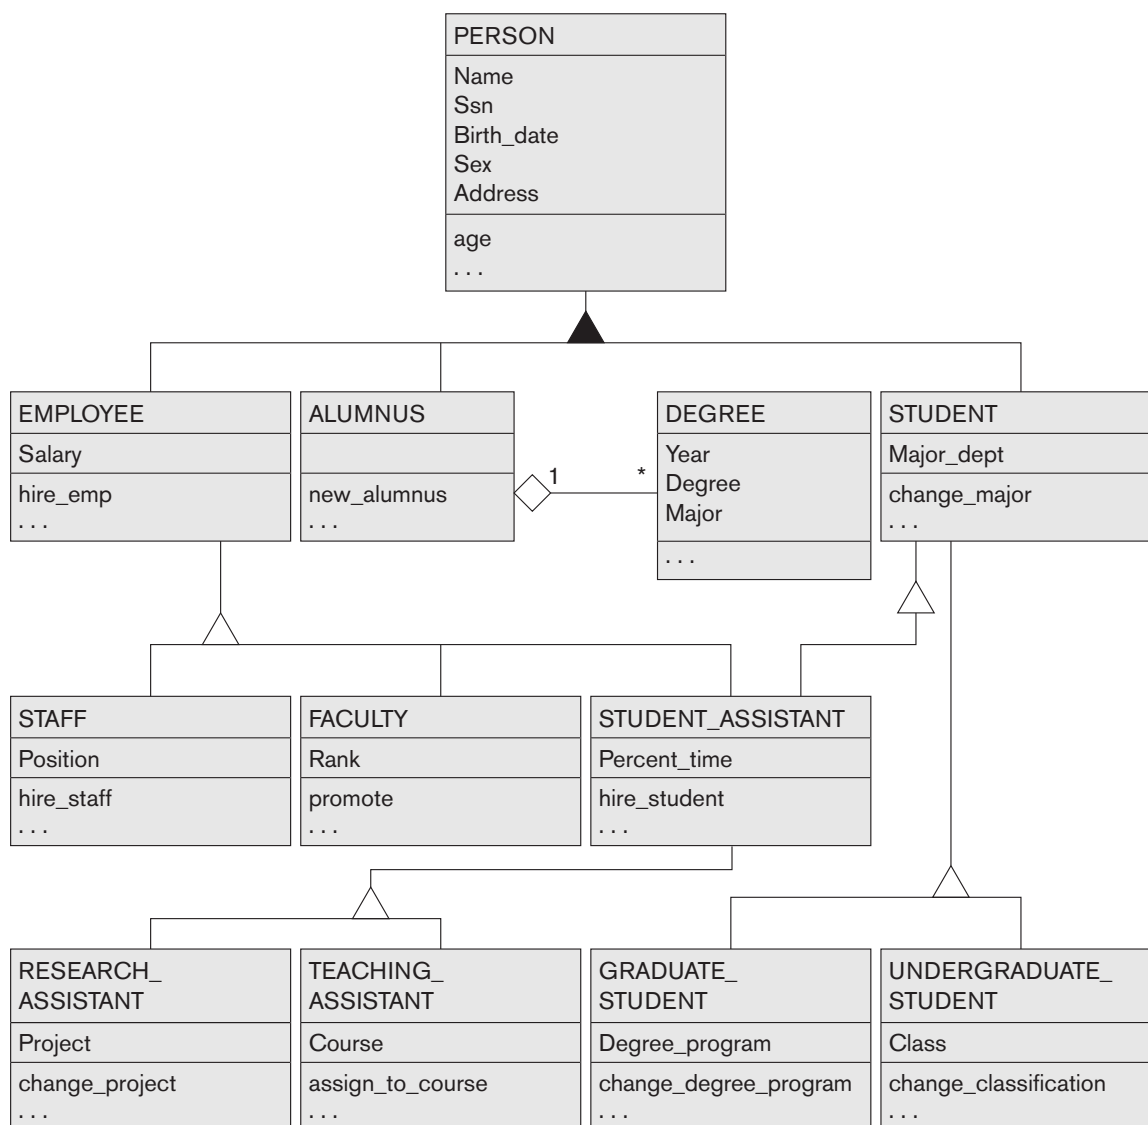 PERSON
Name
Ssn
Birth_date
Sex
Address
age
. . .
EMPLOYEE
Salary
hire_emp
. . .
ALUMNUS
new_alumnus
. . .
1
*
DEGREE
Year
Degree
Major
. . .
STUDENT
Major_dept
change_major
. . .
STAFF
Position
hire_staff
. . .
FACULTY
Rank
promote
. . .
STUDENT_ASSISTANT
Percent_time
hire_student
. . .
RESEARCH_
ASSISTANT
Project
change_project
. . .
TEACHING_
ASSISTANT
Course
assign_to_course
. . .
GRADUATE_
STUDENT
Degree_program
change_degree_program
. . .
UNDERGRADUATE_
STUDENT
Class
change_classification
. . .